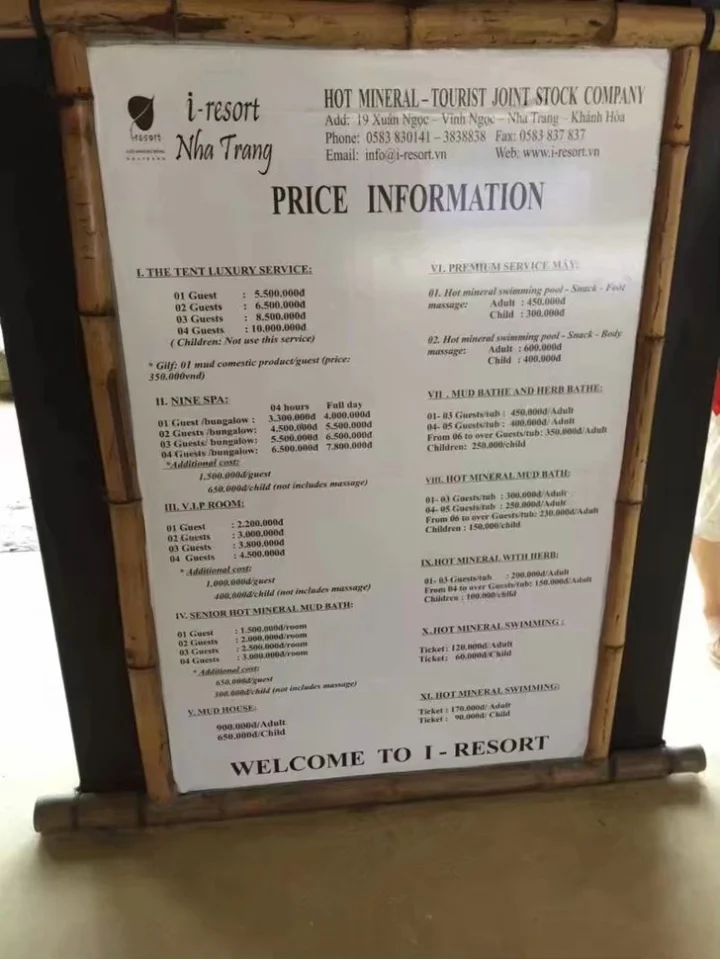 i-resort
i-resort
Nha Trang
HOT MINERAL – TOURIST JOINT STOCK COMPANY
Add: 19 Xuân Ngọc – Vĩnh Ngọc – Nha Trang – Khánh Hòa
Phone: 0583 830141 – 3838838 Fax: 0583 837 837
Email: info@i-resort.vn Web: www.i-resort.vn
PRICE INFORMATION
I. THE TENT LUXURY SERVICE:
01 Guest : 5.500.000đ
02 Guests : 6.500.000đ
03 Guests : 8.500.000đ
04 Guests : 10.000.000đ
( Children: Not use this service)
* Gilf: 01 mud comestic product/guest (price:
350.000vnd)
II. NINE SPA:
04 hours Full day
01 Guest /bungalow : 3.300.000đ 4.000.000đ
02 Guests /bungalow: 4.500.000đ 5.500.000đ
03 Guests/ bungalow: 5.500.000đ 6.500.000đ
04 Guests /bungalow: 6.500.000đ 7.800.000đ
*Additional cost:
1.500.000đ/guest
650.000đ/child (not includes massage)
III. V.I.P ROOM:
01 Guest : 2.200.000đ
02 Guests : 3.000.000đ
03 Guests : 3.800.000đ
04 Guests : 4.500.000đ
* Additional cost:
1,000.000đ/guest
400.000đ/child (not includes massage)
IV. SENIOR HOT MINERAL MUD BATH:
01 Guest : 1.500.000đ/room
02 Guests : 2.000.000đ/room
03 Guests : 2.500.000đ/room
04 Guests : 3.000.000đ/room
* Additional cost:
650.000đ/guest
300.000đ/child (not includes massage)
V. MUD HOUSE:
900.000đ/Adult
650.000đ/Child
VI. PREMIUM SERVICE MÂY:
01. Hot mineral swimming pool - Snack - Foot
massage: Adult : 450.000đ
Child : 300.000đ
02. Hot mineral swimming pool - Snack - Body
massage: Adult : 600.000đ
Child : 400.000đ
VII . MUD BATHE AND HERB BATHE:
01- 03 Guests/tub : 450.000đ/Adult
04- 05 Guests/tub : 400.000đ/ Adult
From 06 to over Guests/tub: 350.000đ/Adult
Children: 250.000/child
VIII. HOT MINERAL MUD BATH:
01- 03 Guests/tub : 300.000đ/Adult
04- 05 Guests/tub : 250.000đ/Adult
From 06 to over Guests/tub: 230.000đ/Adult
Children : 150.000/child
IX.HOT MINERAL WITH HERB:
01- 03 Guests/tub : 200.000đ/Adult
From 04 to over Guests/tub: 150.000đ/Adult
Children : 100.000/child
X.HOT MINERAL SWIMMING :
Ticket : 120.000đ/Adult
Ticket : 60.000đ/Child
XI. HOT MINERAL SWIMMING:
Ticket : 170.000đ/ Adult
Ticket : 90.000đ/ Child
WELCOME TO I - RESORT